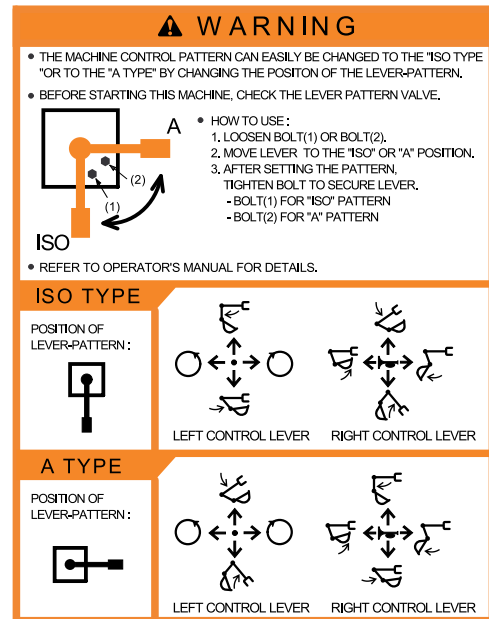 WARNING
• THE MACHINE CONTROL PATTERN CAN EASILY BE CHANGED TO THE "ISO TYPE
"OR TO THE "A TYPE" BY CHANGING THE POSITON OF THE LEVER-PATTERN.
• BEFORE STARTING THIS MACHINE, CHECK THE LEVER PATTERN VALVE.
A
(2)
(1)
ISO
• HOW TO USE :
1. LOOSEN BOLT(1) OR BOLT(2).
2. MOVE LEVER TO THE "ISO" OR "A" POSITION.
3. AFTER SETTING THE PATTERN,
TIGHTEN BOLT TO SECURE LEVER.
- BOLT(1) FOR "ISO" PATTERN
- BOLT(2) FOR "A" PATTERN
• REFER TO OPERATOR'S MANUAL FOR DETAILS.
ISO TYPE
POSITION OF
LEVER-PATTERN :
LEFT CONTROL LEVER
RIGHT CONTROL LEVER
A TYPE
POSITION OF
LEVER-PATTERN :
LEFT CONTROL LEVER
RIGHT CONTROL LEVER